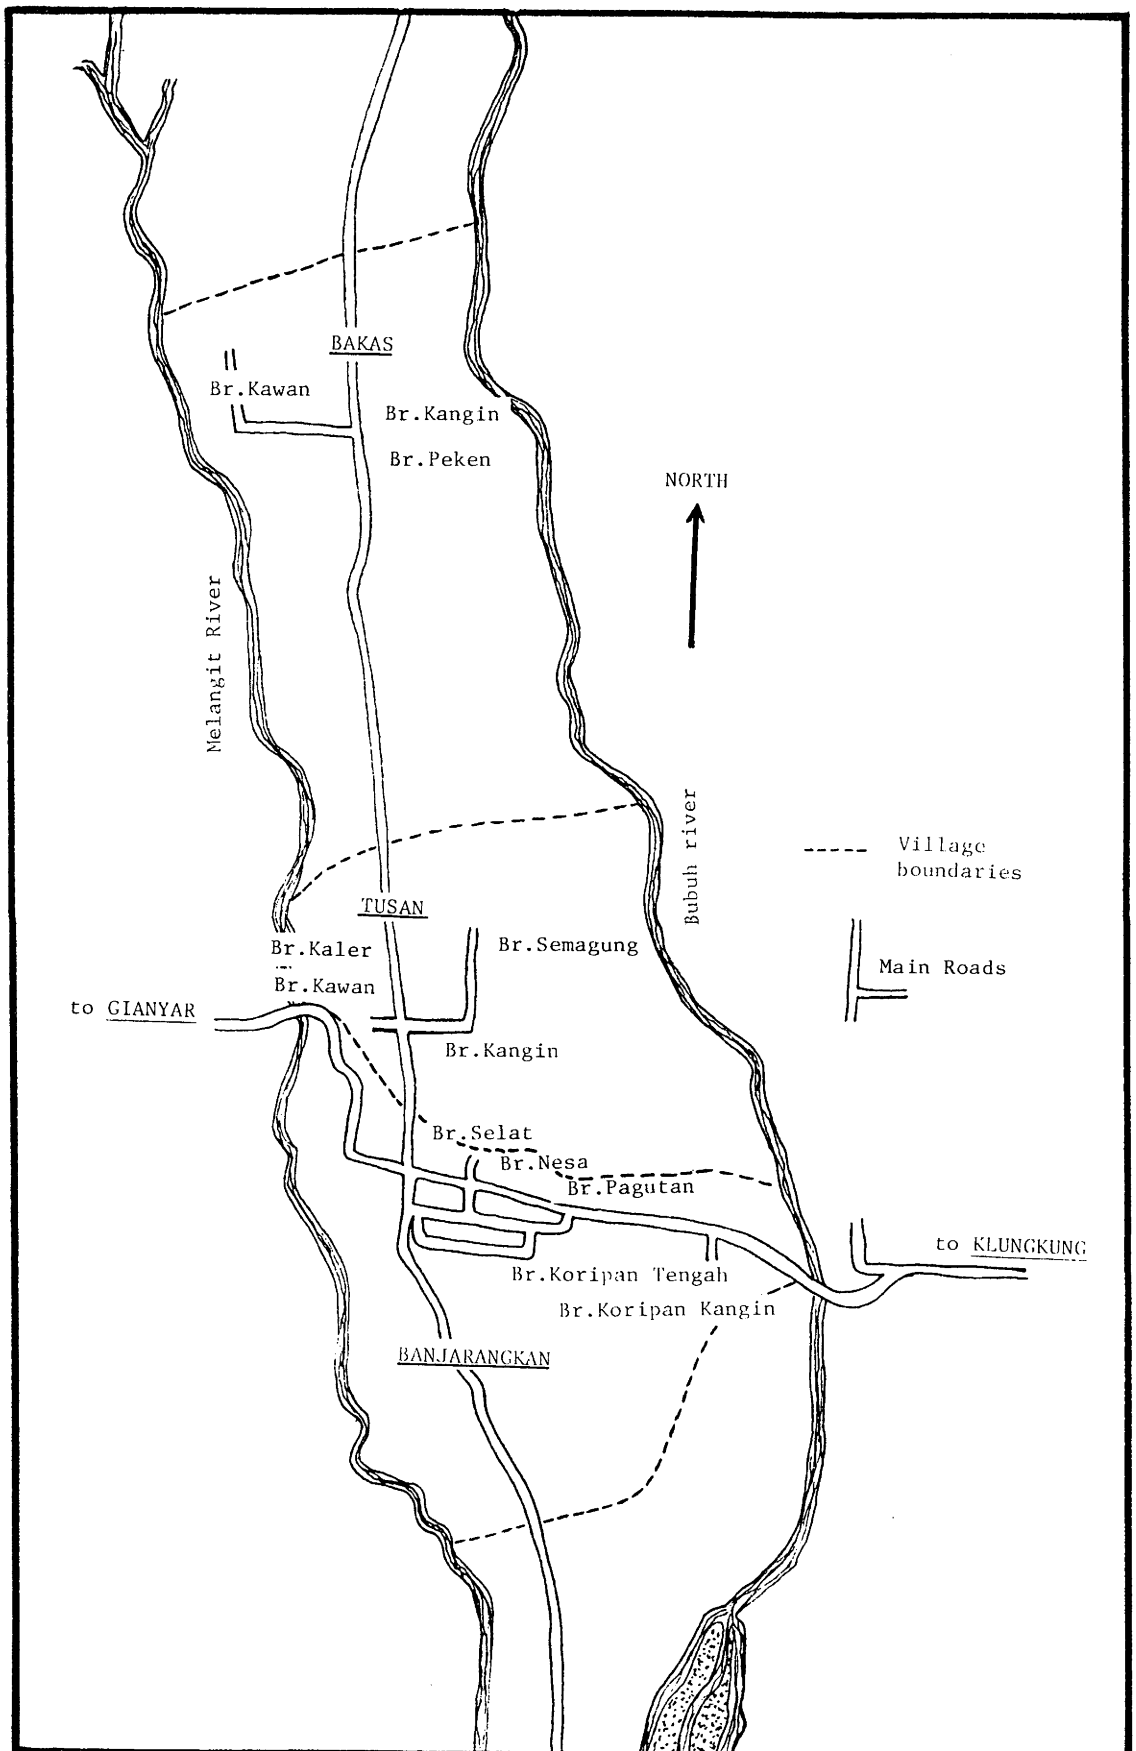 BAKAS
Br.Kawan
Br.Kangin
Br.Peken
NORTH
Melangit River
Bubuh river
Village
boundaries
TUSAN
Br.Kaler
Br.Semagung
Br.Kawan
Main Roads
to GIANYAR
Br.Kangin
Br.Selat
Br.Nesa
Br.Pagutan
to KLUNGKUNG
Br.Koripan Tengah
Br.Koripan Kangin
BANJARANGKAN